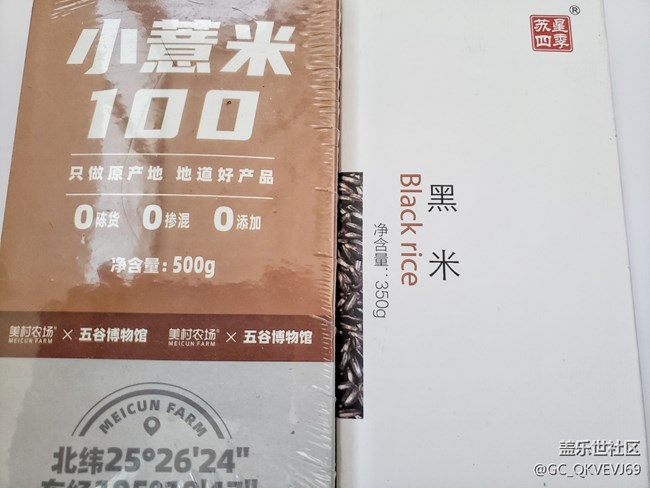 小薏米
100
只做原产地 地道好产品
0陈货 0掺混 0添加
净含量:500g
美村农场® × 五谷博物馆 美村农场® × 五谷博物馆
MEICUN FARM MEICUN FARM
MEICUN FARM
北纬25°26'24"
苏星®
四季
黑米
Black rice
净含量:350g
盖乐世社区
@GC_QKVEVJ69